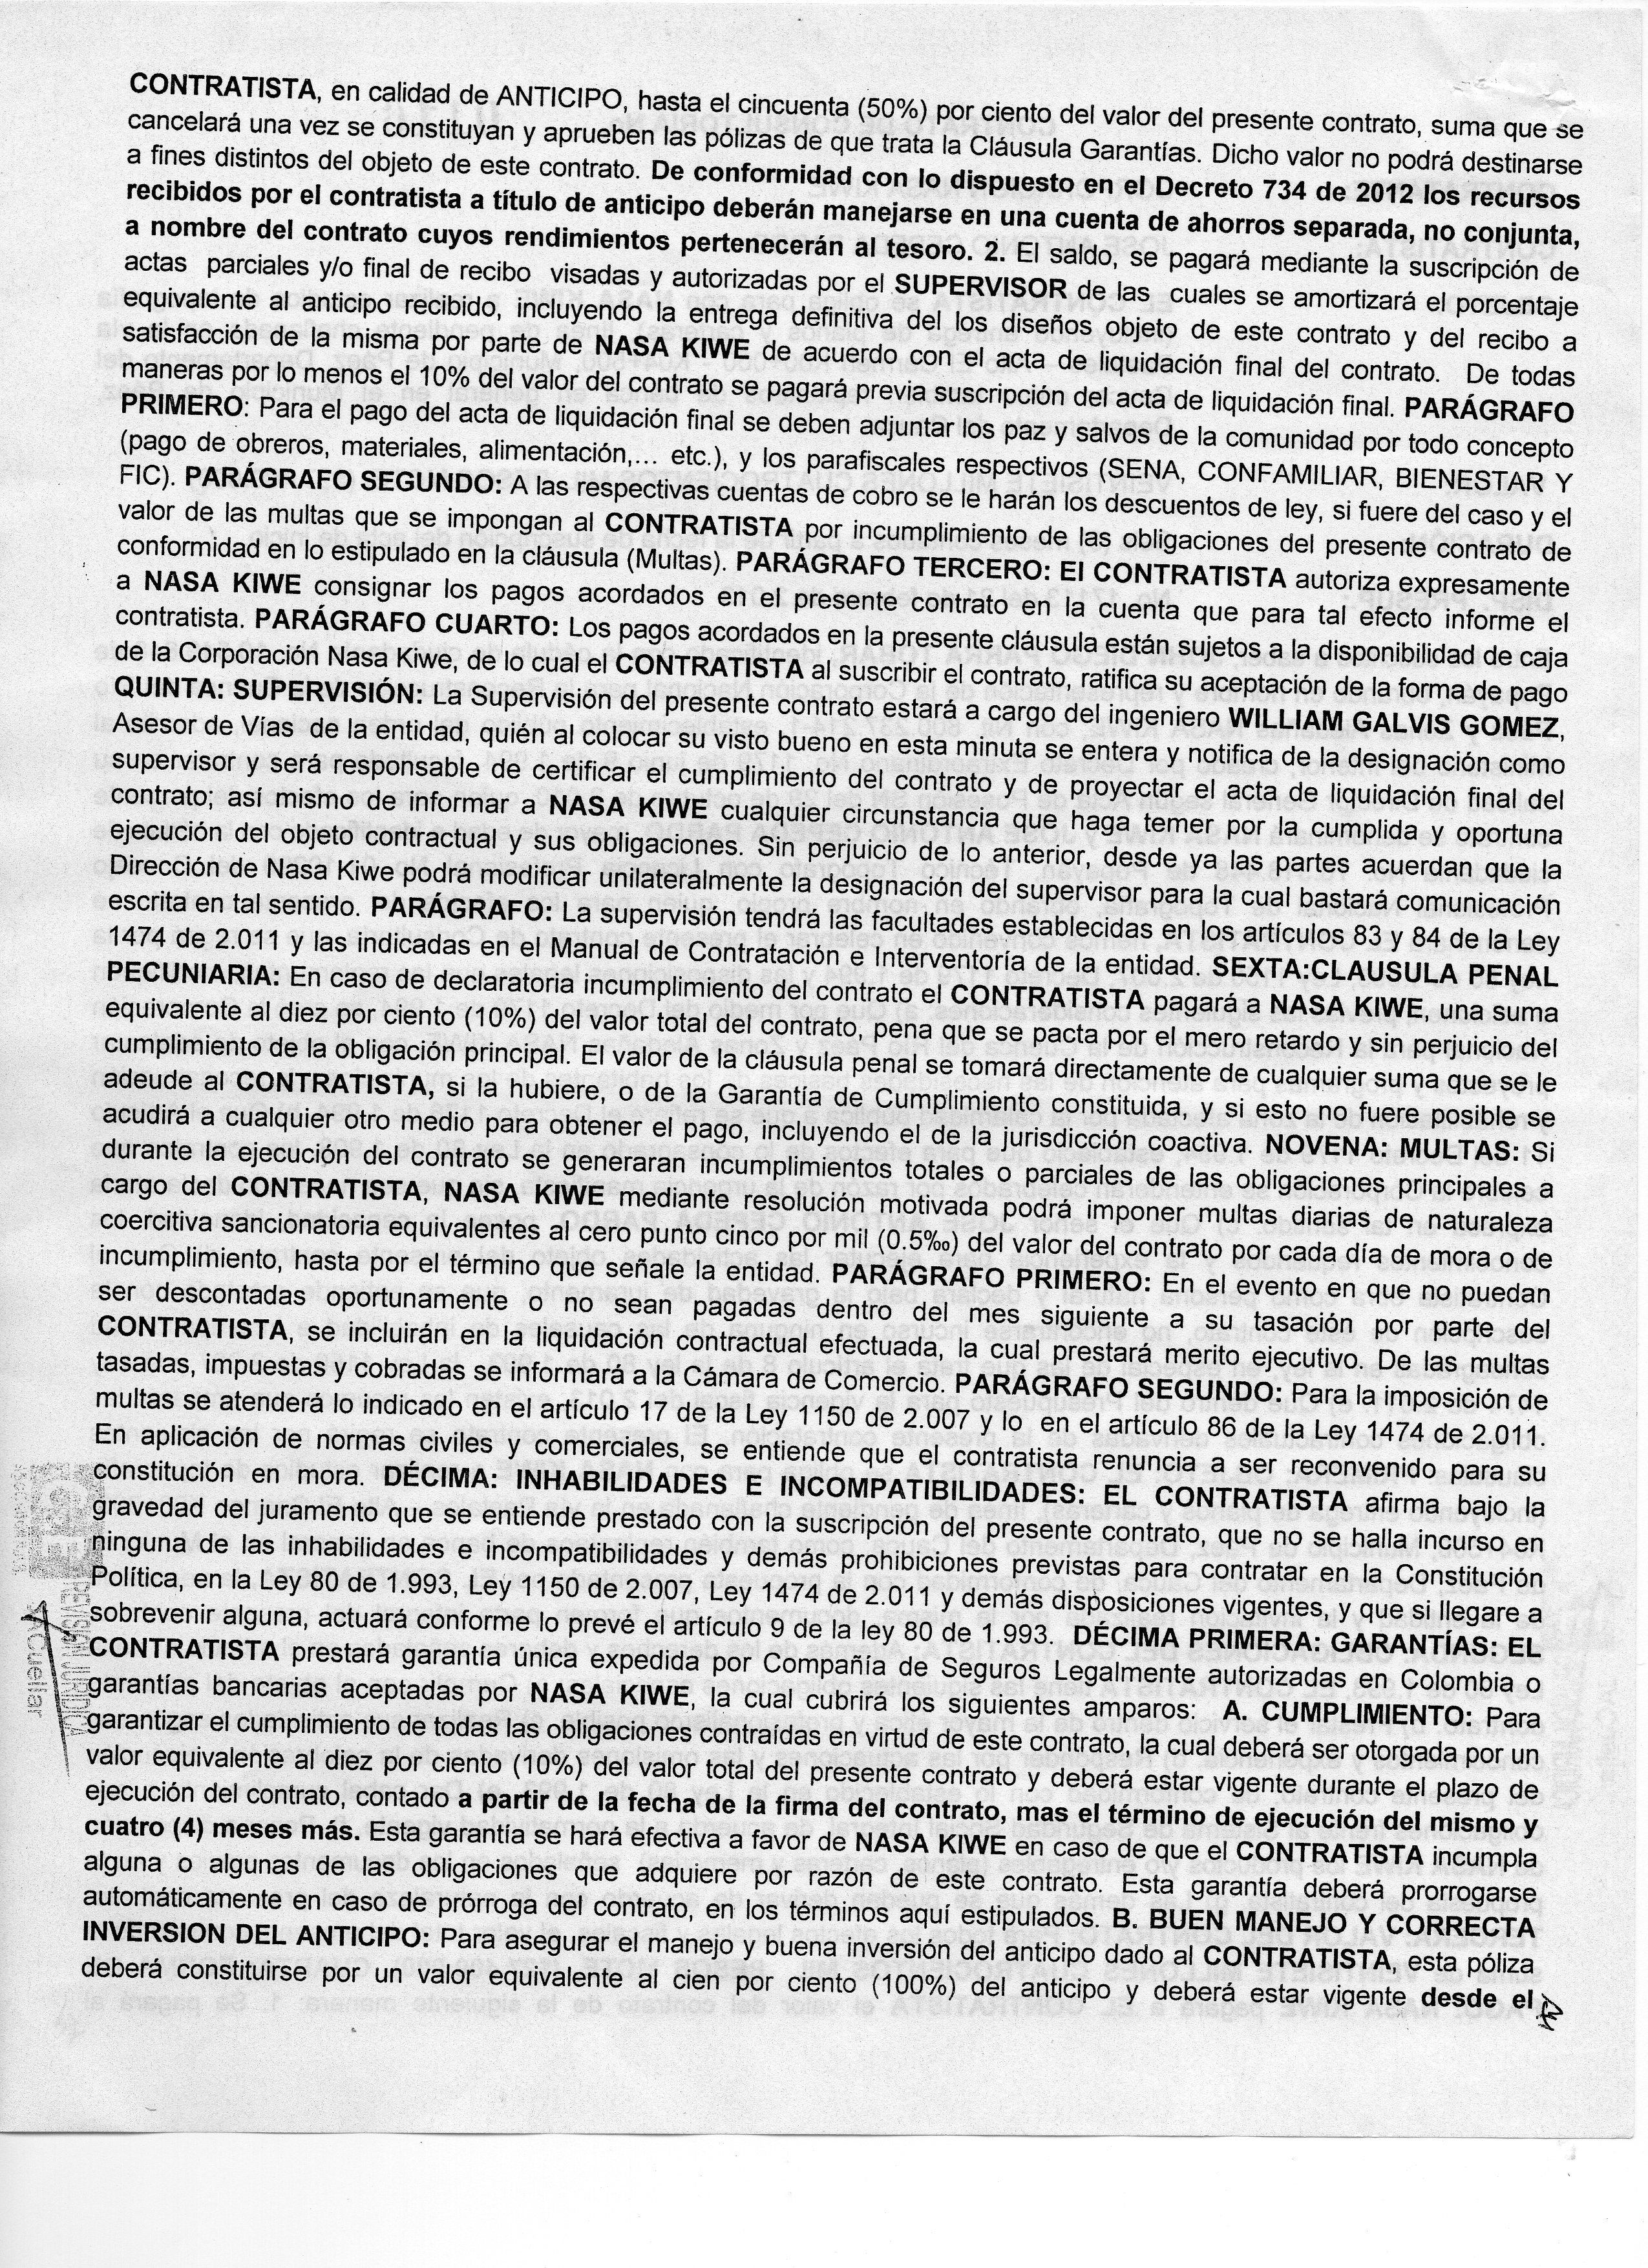 CONTRATISTA, en calidad de ANTICIPO, hasta el cincuenta (50%) por ciento del valor del presente contrato, suma que se
cancelará una vez se constituyan y aprueben las pólizas de que trata la Cláusula Garantías. Dicho valor no podrá destinarse
a fines distintos del objeto de este contrato. De conformidad con lo dispuesto en el Decreto 734 de 2012 los recursos
recibidos por el contratista a título de anticipo deberán manejarse en una cuenta de ahorros separada, no conjunta,
a nombre del contrato cuyos rendimientos pertenecerán al tesoro. 2. El saldo, se pagará mediante la suscripción de
actas parciales y/o final de recibo visadas y autorizadas por el SUPERVISOR de las cuales se amortizará el porcentaje
equivalente al anticipo recibido, incluyendo la entrega definitiva del los diseños objeto de este contrato y del recibo a
satisfacción de la misma por parte de NASA KIWE de acuerdo con el acta de liquidación final del contrato. De todas
maneras por lo menos el 10% del valor del contrato se pagará previa suscripción del acta de liquidación final. PARÁGRAFO
PRIMERO: Para el pago del acta de liquidación final se deben adjuntar los paz y salvos de la comunidad por todo concepto
(pago de obreros, materiales, alimentación,... etc.), y los parafiscales respectivos (SENA, CONFAMILIAR, BIENESTAR Y
FIC). PARÁGRAFO SEGUNDO: A las respectivas cuentas de cobro se le harán los descuentos de ley, si fuere del caso y el
valor de las multas que se impongan al CONTRATISTA por incumplimiento de las obligaciones del presente contrato de
conformidad en lo estipulado en la cláusula (Multas). PARÁGRAFO TERCERO: El CONTRATISTA autoriza expresamente
a NASA KIWE consignar los pagos acordados en el presente contrato en la cuenta que para tal efecto informe el
contratista. PARÁGRAFO CUARTO: Los pagos acordados en la presente cláusula están sujetos a la disponibilidad de caja
de la Corporación Nasa Kiwe, de lo cual el CONTRATISTA al suscribir el contrato, ratifica su aceptación de la forma de pago
QUINTA: SUPERVISIÓN: La Supervisión del presente contrato estará a cargo del ingeniero WILLIAM GALVIS GOMEZ,
Asesor de Vías de la entidad, quién al colocar su visto bueno en esta minuta se entera y notifica de la designación como
supervisor y será responsable de certificar el cumplimiento del contrato y de proyectar el acta de liquidación final del
contrato; así mismo de informar a NASA KIWE cualquier circunstancia que haga temer por la cumplida y oportuna
ejecución del objeto contractual y sus obligaciones. Sin perjuicio de lo anterior, desde ya las partes acuerdan que la
Dirección de Nasa Kiwe podrá modificar unilateralmente la designación del supervisor para la cual bastará comunicación
escrita en tal sentido. PARÁGRAFO: La supervisión tendrá las facultades establecidas en los artículos 83 y 84 de la Ley
1474 de 2.011 y las indicadas en el Manual de Contratación e Interventoría de la entidad. SEXTA:CLAUSULA PENAL
PECUNIARIA: En caso de declaratoria incumplimiento del contrato el CONTRATISTA pagará a NASA KIWE, una suma
equivalente al diez por ciento (10%) del valor total del contrato, pena que se pacta por el mero retardo y sin perjuicio del
cumplimiento de la obligación principal. El valor de la cláusula penal se tomará directamente de cualquier suma que se le
adeude al CONTRATISTA, si la hubiere, o de la Garantía de Cumplimiento constituida, y si esto no fuere posible se
acudirá a cualquier otro medio para obtener el pago, incluyendo el de la jurisdicción coactiva. NOVENA: MULTAS: Si
durante la ejecución del contrato se generaran incumplimientos totales o parciales de las obligaciones principales a
cargo del CONTRATISTA, NASA KIWE mediante resolución motivada podrá imponer multas diarias de naturaleza
coercitiva sancionatoria equivalentes al cero punto cinco por mil (0.5‰) del valor del contrato por cada día de mora o de
incumplimiento, hasta por el término que señale la entidad. PARÁGRAFO PRIMERO: En el evento en que no puedan
ser descontadas oportunamente o no sean pagadas dentro del mes siguiente a su tasación por parte del
CONTRATISTA, se incluirán en la liquidación contractual efectuada, la cual prestará merito ejecutivo. De las multas
tasadas, impuestas y cobradas se informará a la Cámara de Comercio. PARÁGRAFO SEGUNDO: Para la imposición de
multas se atenderá lo indicado en el artículo 17 de la Ley 1150 de 2.007 y lo en el artículo 86 de la Ley 1474 de 2.011.
En aplicación de normas civiles y comerciales, se entiende que el contratista renuncia a ser reconvenido para su
constitución en mora. DÉCIMA: INHABILIDADES E INCOMPATIBILIDADES: EL CONTRATISTA afirma bajo la
gravedad del juramento que se entiende prestado con la suscripción del presente contrato, que no se halla incurso en
ninguna de las inhabilidades e incompatibilidades y demás prohibiciones previstas para contratar en la Constitución
Política, en la Ley 80 de 1.993, Ley 1150 de 2.007, Ley 1474 de 2.011 y demás disposiciones vigentes, y que si llegare a
sobrevenir alguna, actuará conforme lo prevé el artículo 9 de la ley 80 de 1.993. DÉCIMA PRIMERA: GARANTÍAS: EL
CONTRATISTA prestará garantía única expedida por Compañía de Seguros Legalmente autorizadas en Colombia o
garantías bancarias aceptadas por NASA KIWE, la cual cubrirá los siguientes amparos: A. CUMPLIMIENTO: Para
garantizar el cumplimiento de todas las obligaciones contraídas en virtud de este contrato, la cual deberá ser otorgada por un
valor equivalente al diez por ciento (10%) del valor total del presente contrato y deberá estar vigente durante el plazo de
ejecución del contrato, contado a partir de la fecha de la firma del contrato, mas el término de ejecución del mismo y
cuatro (4) meses más. Esta garantía se hará efectiva a favor de NASA KIWE en caso de que el CONTRATISTA incumpla
alguna o algunas de las obligaciones que adquiere por razón de este contrato. Esta garantía deberá prorrogarse
automáticamente en caso de prórroga del contrato, en los términos aquí estipulados. B. BUEN MANEJO Y CORRECTA
INVERSION DEL ANTICIPO: Para asegurar el manejo y buena inversión del anticipo dado al CONTRATISTA, esta póliza
deberá constituirse por un valor equivalente al cien por ciento (100%) del anticipo y deberá estar vigente desde el
REVISIÓN JURIDICA
Cuellar